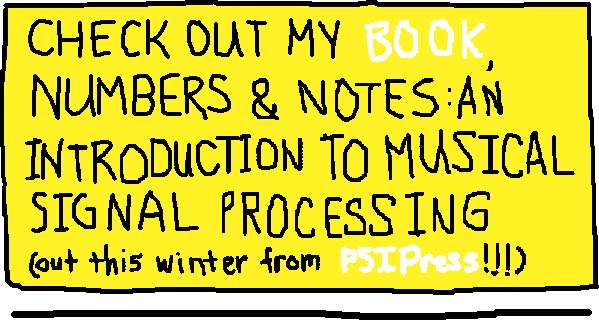 CHECK OUT MY BOOK,
NUMBERS & NOTES: AN
INTRODUCTION TO MUSICAL
SIGNAL PROCESSING
(out this winter from PSIPress!!!)